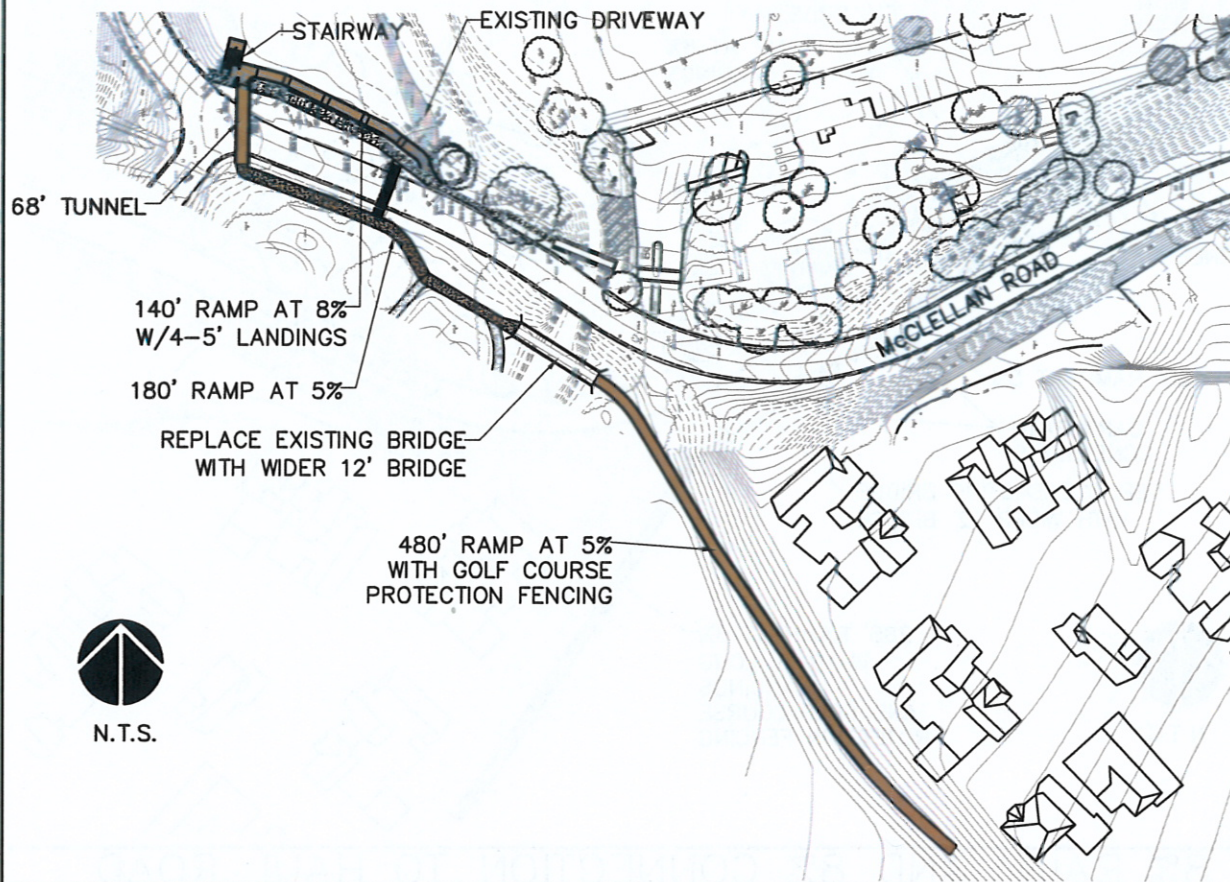 STAIRWAY
EXISTING DRIVEWAY
68' TUNNEL
140' RAMP AT 8%
W/4-5' LANDINGS
180' RAMP AT 5%
REPLACE EXISTING BRIDGE
WITH WIDER 12' BRIDGE
McCLELLAN ROAD
480' RAMP AT 5%
WITH GOLF COURSE
PROTECTION FENCING
N.T.S.